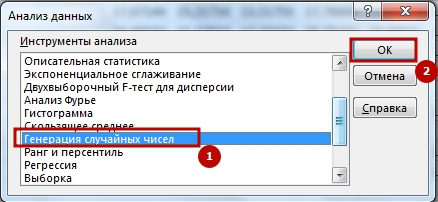 Анализ данных
Инструменты анализа
Описательная статистика
Экспоненциальное сглаживание
Двухвыборочный F-тест для дисперсии
Анализ Фурье
Гистограмма
Скользящее среднее
Генерация случайных чисел
Ранг и персентиль
Регрессия
Выборка
1
ОК
2
Отмена
Справка